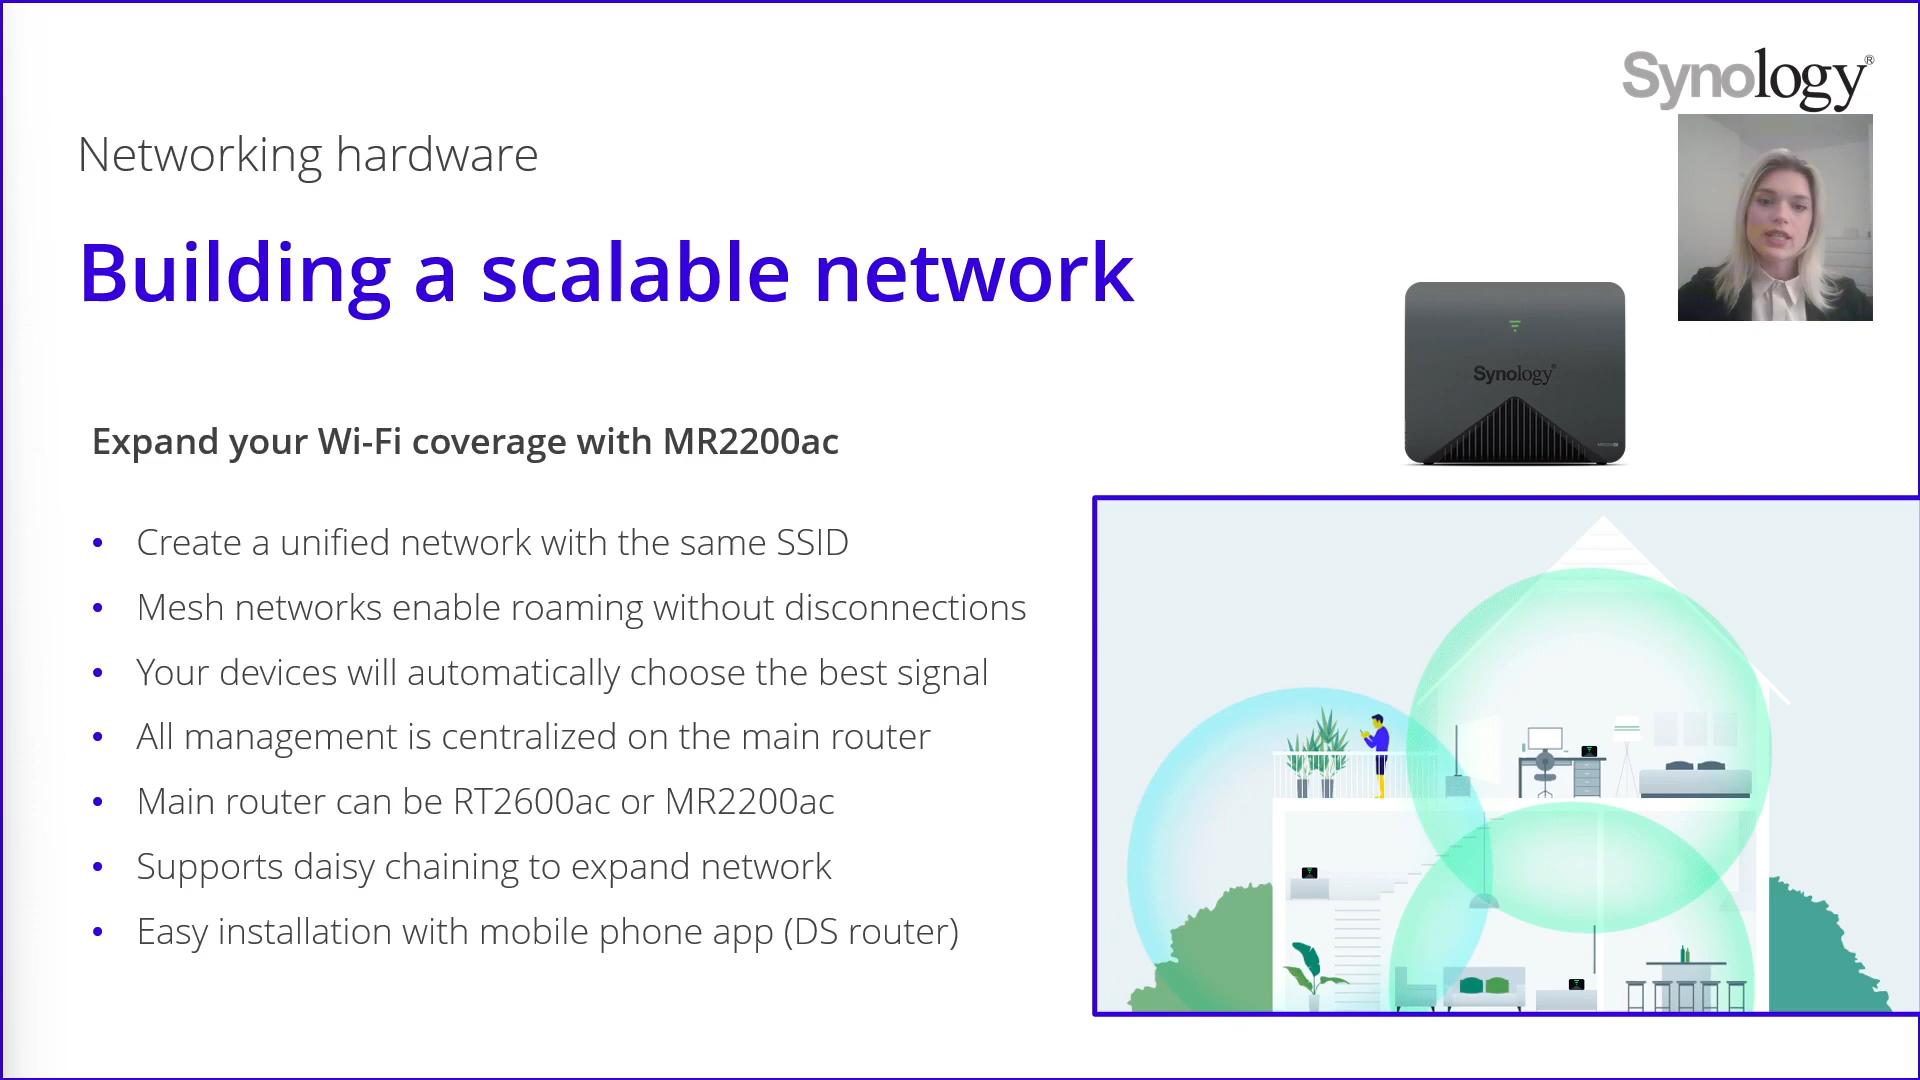 Synology®
Networking hardware
Building a scalable network
Synology®
Expand your Wi-Fi coverage with MR2200ac
• Create a unified network with the same SSID
• Mesh networks enable roaming without disconnections
• Your devices will automatically choose the best signal
• All management is centralized on the main router
• Main router can be RT2600ac or MR2200ac
• Supports daisy chaining to expand network
• Easy installation with mobile phone app (DS router)